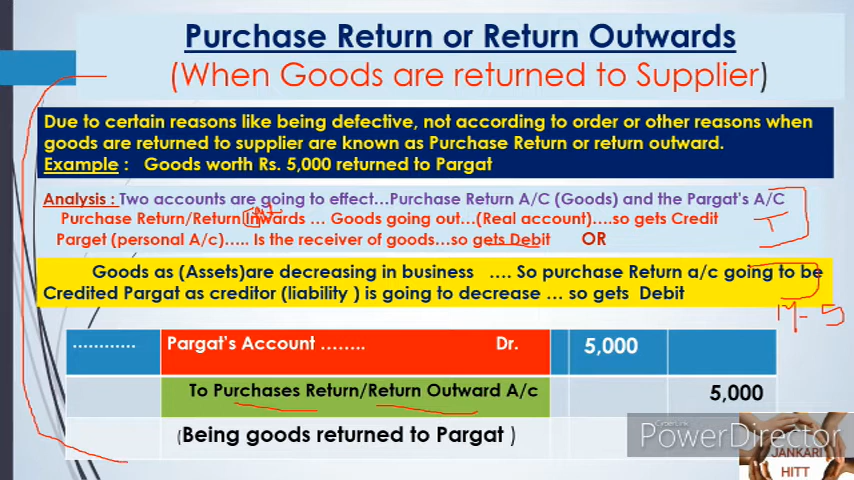 Purchase Return or Return Outwards
(When Goods are returned to Supplier)
Due to certain reasons like being defective, not according to order or other reasons when
goods are returned to supplier are known as Purchase Return or return outward.
Example : Goods worth Rs. 5,000 returned to Pargat
Analysis : Two accounts are going to effect...Purchase Return A/C (Goods) and the Pargat's A/C
Purchase Return/Return Inwards ... Goods going out...(Real account)....so gets Credit
Parget (personal A/c)..... Is the receiver of goods...so gets Debit OR
Goods as (Assets)are decreasing in business .... So purchase Return a/c going to be
Credited Pargat as creditor (liability ) is going to decrease ... so gets Debit
............ Pargat's Account ........ Dr. 5,000
To Purchases Return/Return Outward A/c 5,000
(Being goods returned to Pargat )
CyberLink
PowerDirector
JANKARI
HITT